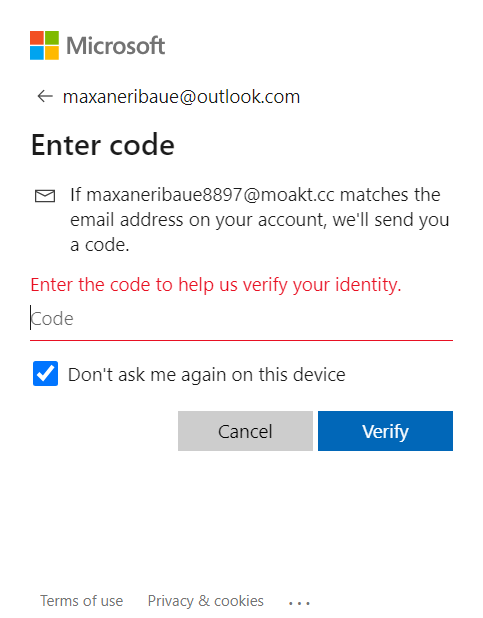 Microsoft
← maxaneribaue@outlook.com
Enter code
If maxaneribaue8897@moakt.cc matches the
email address on your account, we'll send you
a code.
Enter the code to help us verify your identity.
Code
Don't ask me again on this device
Cancel Verify
Terms of use Privacy & cookies ...